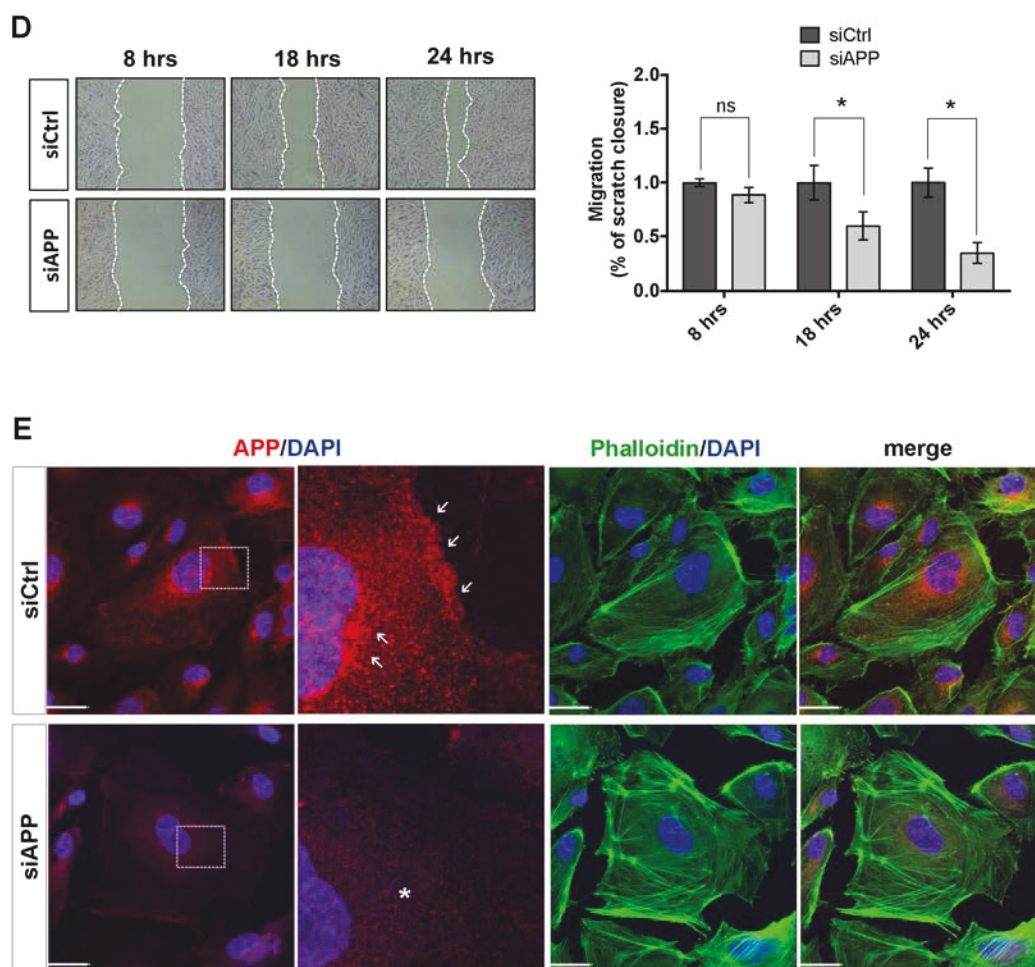 D
8 hrs
18 hrs
24 hrs
siCtrl
siAPP
siCtrl
siAPP
Migration
(% of scratch closure)
2.0
1.5
1.0
0.5
0.0
ns
*
*
8 hrs
18 hrs
24 hrs
E
APP/DAPI
Phalloidin/DAPI
merge
siCtrl
siAPP
*